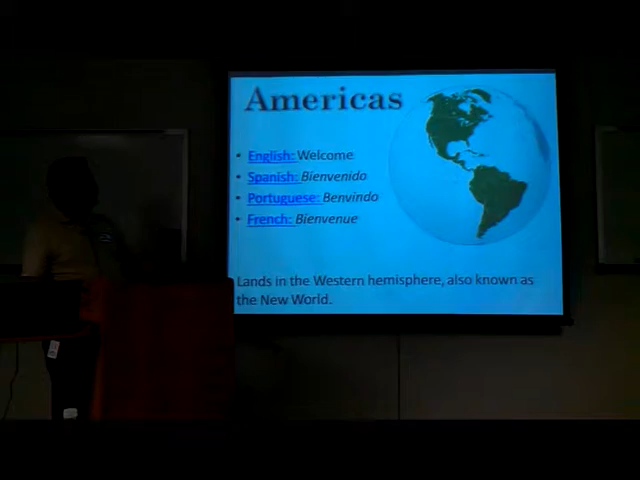 Americas
• English: Welcome
• Spanish: Bienvenido
• Portuguese: Benvindo
• French: Bienvenue
Lands in the Western hemisphere, also known as
the New World.